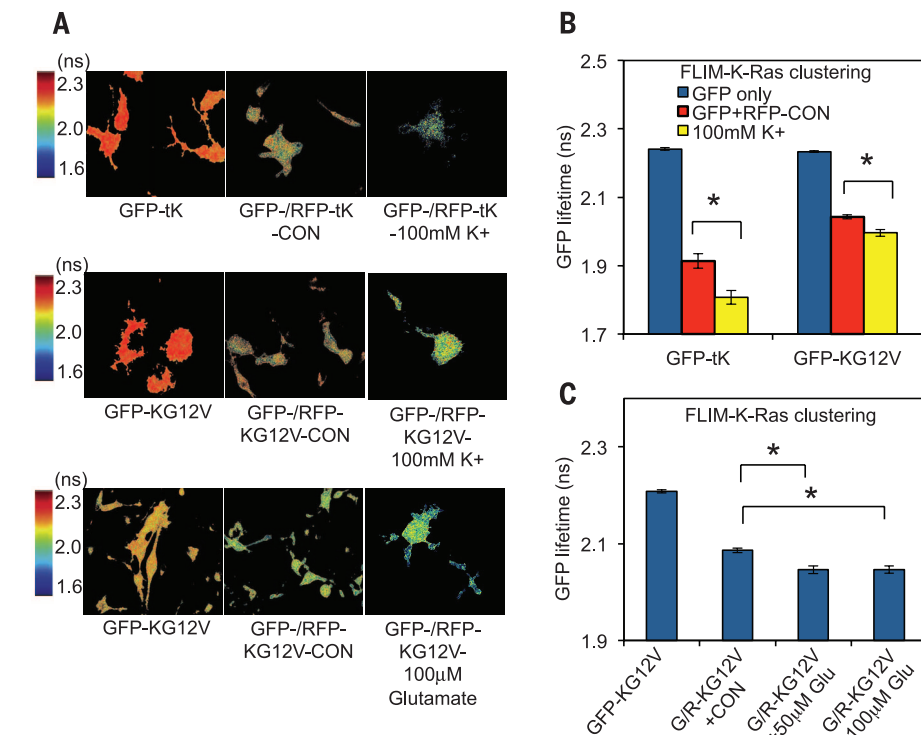 A
(ns)
2.3
2.0
1.6
GFP-tK
GFP-/RFP-tK
-CON
GFP-/RFP-tK
-100mM K+
(ns)
2.3
2.0
1.6
GFP-KG12V
GFP-/RFP-
KG12V-CON
GFP-/RFP-
KG12V-
100mM K+
(ns)
2.3
2.0
1.6
GFP-KG12V
GFP-/RFP-
KG12V-CON
GFP-/RFP-
KG12V-
100μM
Glutamate
B
FLIM-K-Ras clustering
GFP only
GFP+RFP-CON
100mM K+
GFP lifetime (ns)
2.5
2.3
2.1
1.9
1.7
*
*
GFP-tK
GFP-KG12V
C
FLIM-K-Ras clustering
GFP lifetime (ns)
2.3
2.1
1.9
*
*
GFP-KG12V
G/R-KG12V
+CON
G/R-KG12V
50μM Glu
G/R-KG12V
100μM Glu